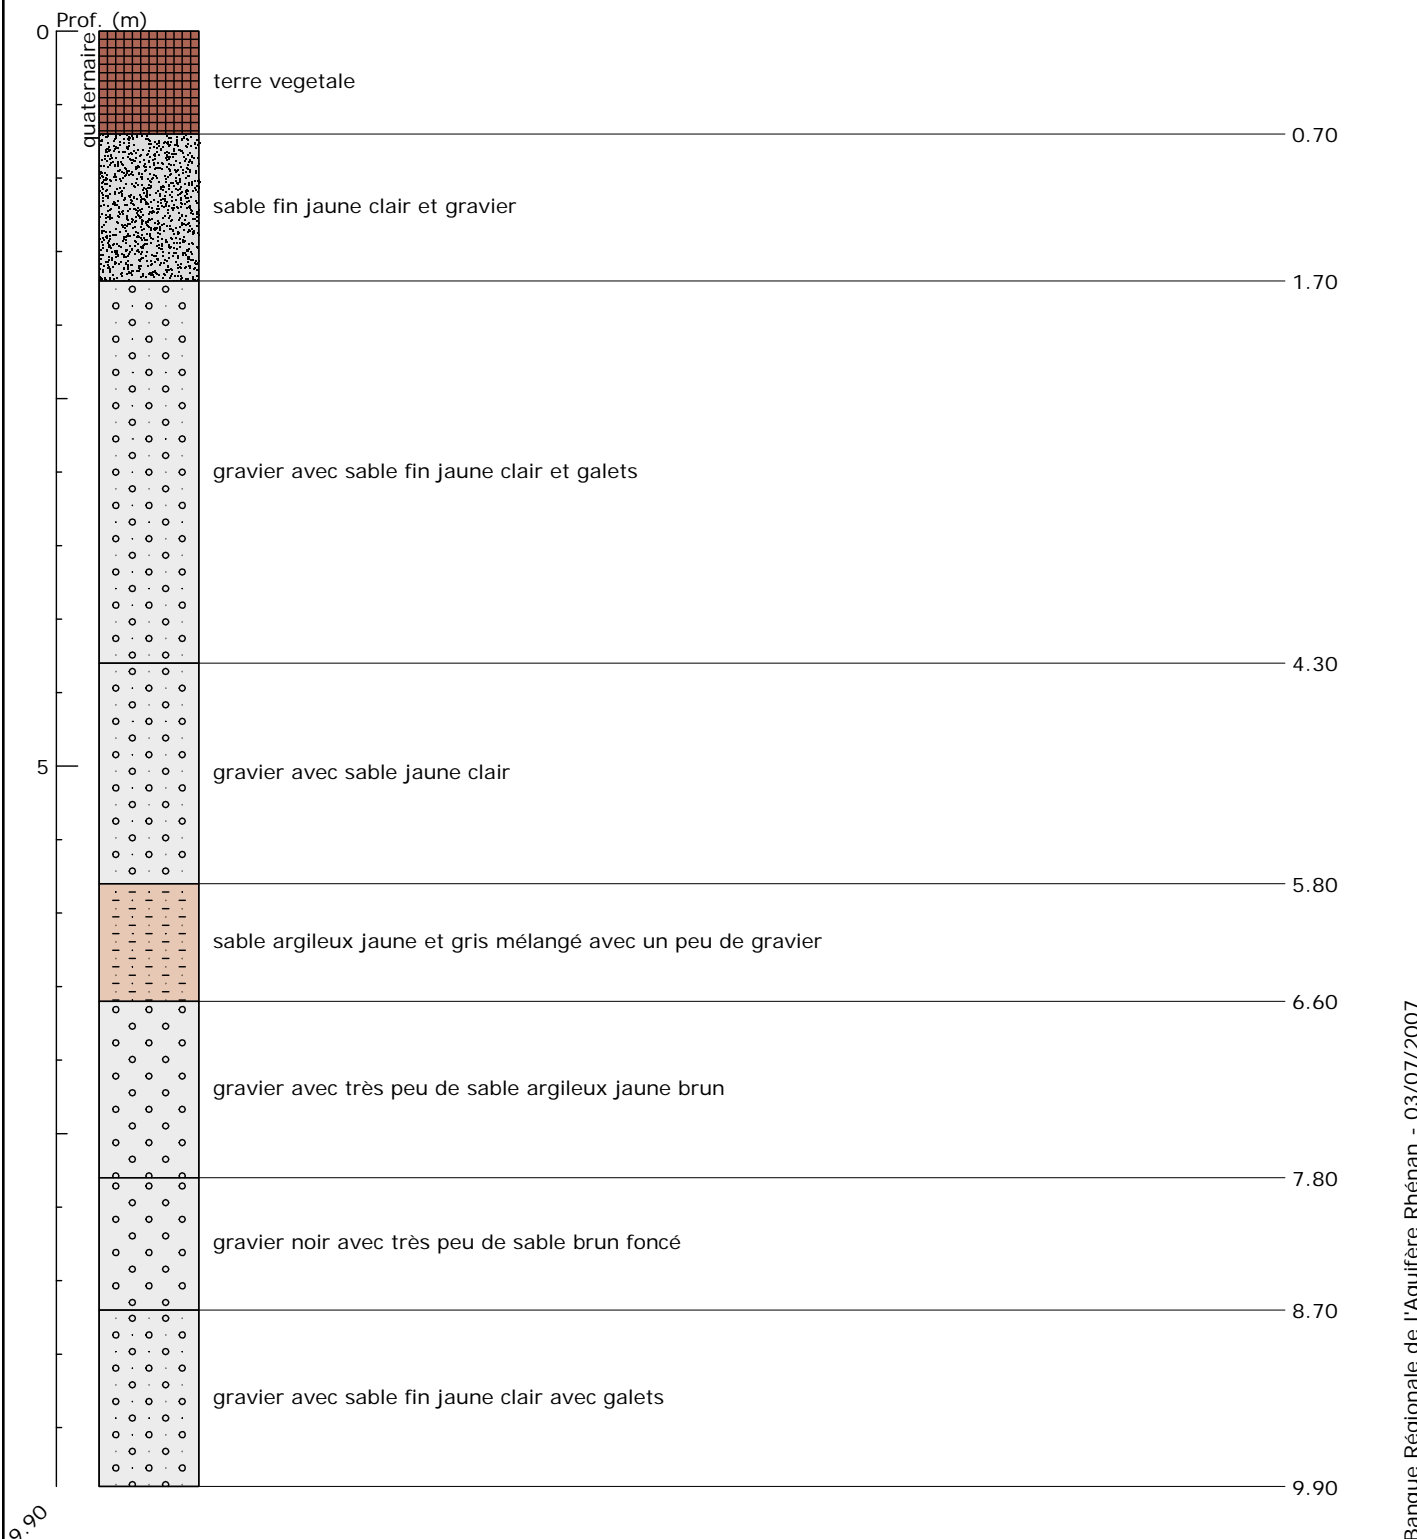 Prof. (m)
0
quaternaire
terre vegetale
0.70
sable fin jaune clair et gravier
1.70
gravier avec sable fin jaune clair et galets
4.30
5
gravier avec sable jaune clair
5.80
sable argileux jaune et gris mélangé avec un peu de gravier
6.60
gravier avec très peu de sable argileux jaune brun
7.80
gravier noir avec très peu de sable brun foncé
8.70
gravier avec sable fin jaune clair avec galets
9.90
9.90
Banque Régionale de l'Aquifère Rhénan - 03/07/2007